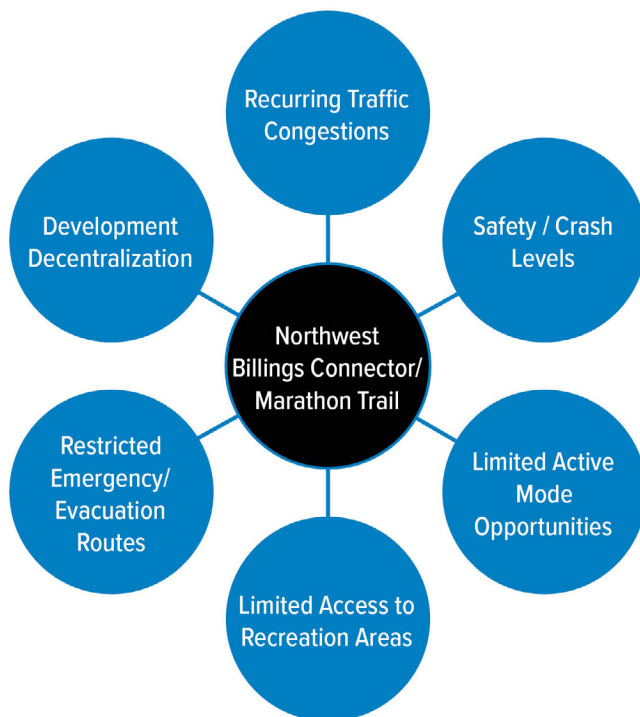 Recurring Traffic
Congestions
Development
Decentralization
Safety / Crash
Levels
Northwest
Billings Connector/
Marathon Trail
Restricted
Emergency/
Evacuation
Routes
Limited Active
Mode
Opportunities
Limited Access to
Recreation Areas